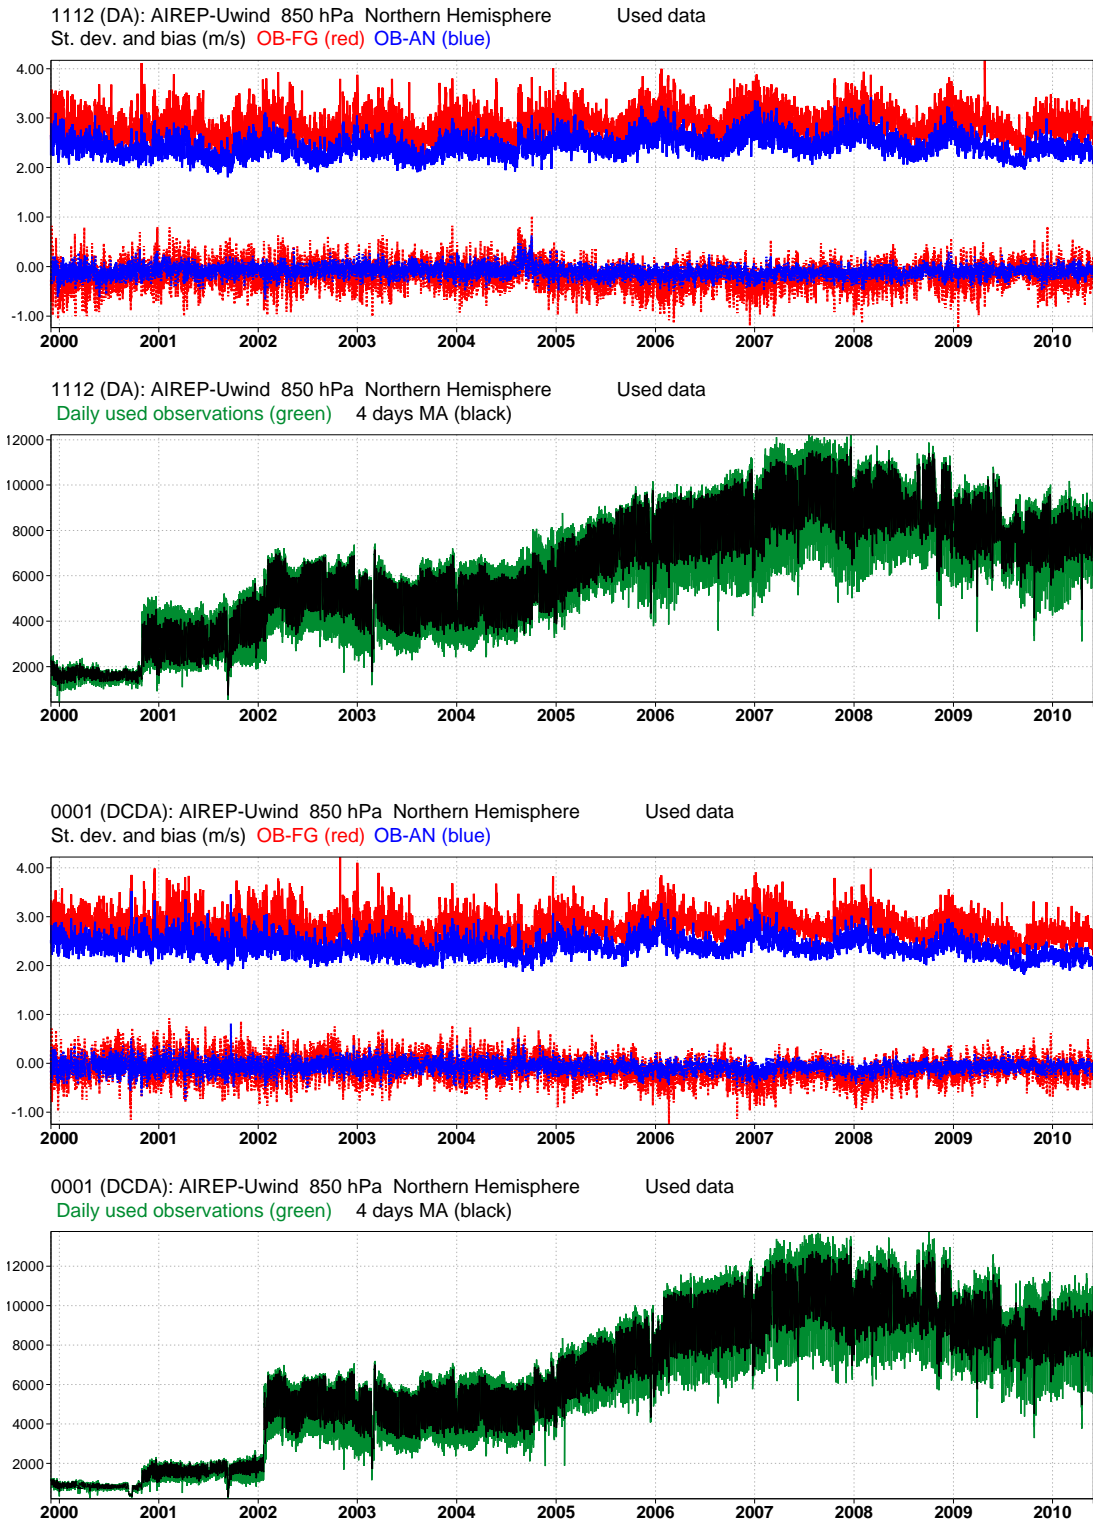 1112 (DA): AIREP-Uwind 850 hPa Northern Hemisphere Used data
St. dev. and bias (m/s) OB-FG (red) OB-AN (blue)
4.00
3.00
2.00
1.00
0.00
-1.00
2000 2001 2002 2003 2004 2005 2006 2007 2008 2009 2010
1112 (DA): AIREP-Uwind 850 hPa Northern Hemisphere Used data
Daily used observations (green) 4 days MA (black)
12000
10000
8000
6000
4000
2000
2000 2001 2002 2003 2004 2005 2006 2007 2008 2009 2010
0001 (DCDA): AIREP-Uwind 850 hPa Northern Hemisphere Used data
St. dev. and bias (m/s) OB-FG (red) OB-AN (blue)
4.00
3.00
2.00
1.00
0.00
-1.00
2000 2001 2002 2003 2004 2005 2006 2007 2008 2009 2010
0001 (DCDA): AIREP-Uwind 850 hPa Northern Hemisphere Used data
Daily used observations (green) 4 days MA (black)
12000
10000
8000
6000
4000
2000
2000 2001 2002 2003 2004 2005 2006 2007 2008 2009 2010